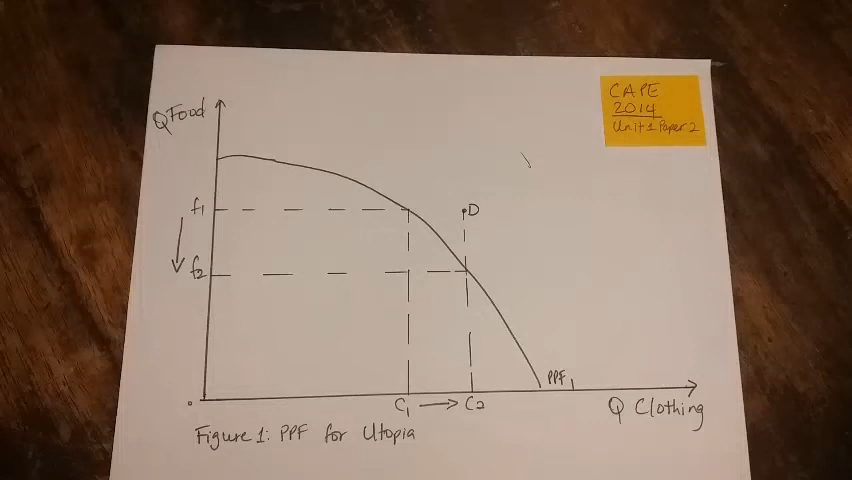 CAPE
2014
Unit 1 Paper 2
Q Food
f1
D
f2
PPF1
C1
C2
Q Clothing
Figure 1: PPF for Utopia